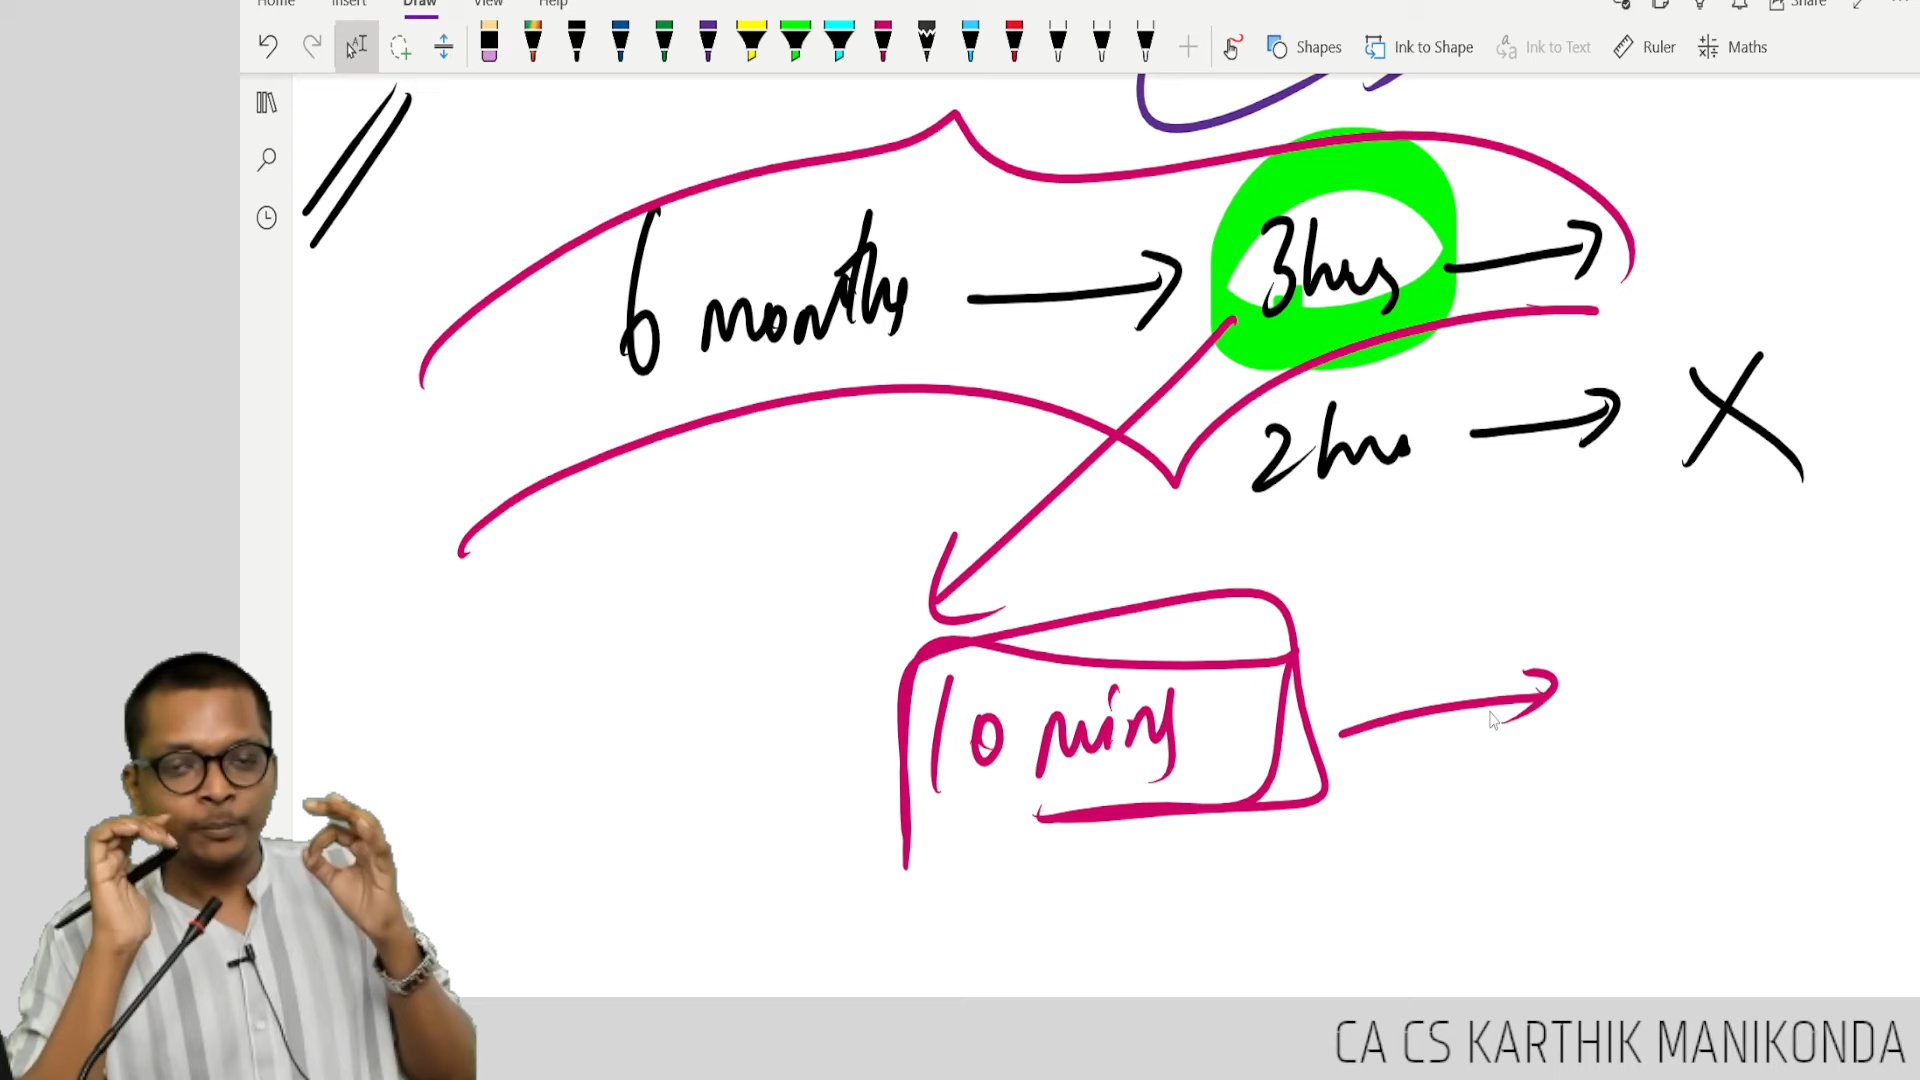 Home Insert Draw View Help Share
Shapes Ink to Shape Ink to Text Ruler Maths
6 months → 3hrs →
2hrs → X
10 mins →
CA CS KARTHIK MANIKONDA